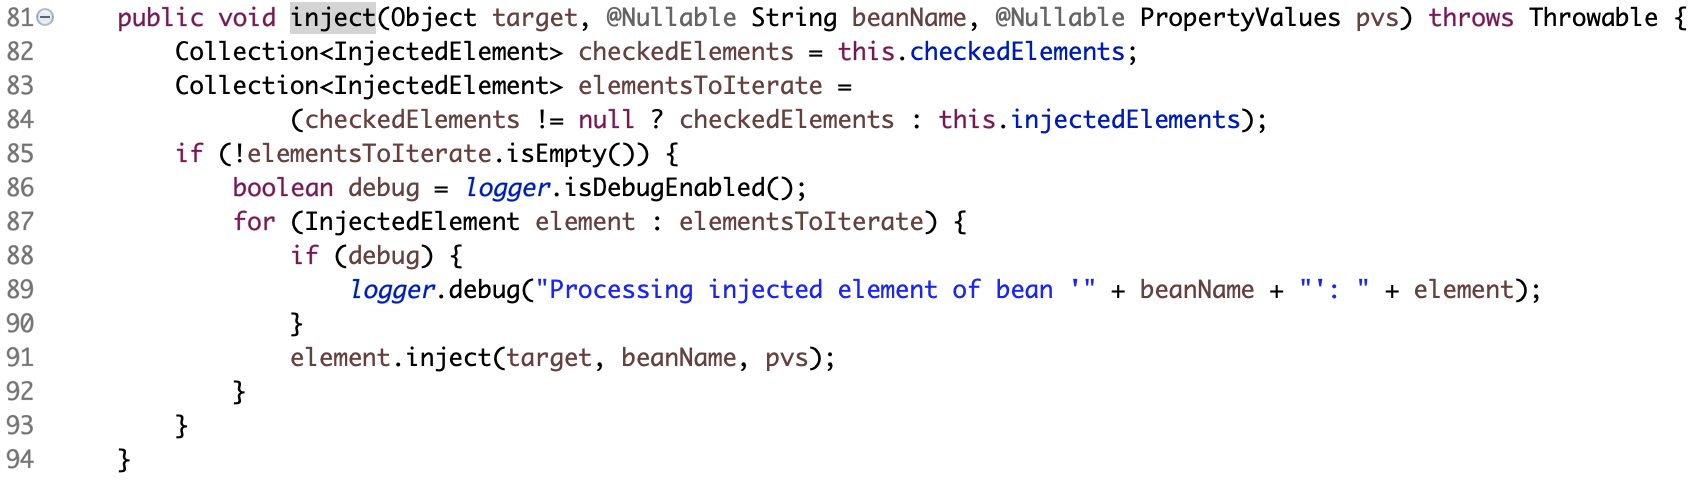 81 public void inject(Object target, @Nullable String beanName, @Nullable PropertyValues pvs) throws Throwable {
82 Collection<InjectedElement> checkedElements = this.checkedElements;
83 Collection<InjectedElement> elementsToIterate =
84 (checkedElements != null ? checkedElements : this.injectedElements);
85 if (!elementsToIterate.isEmpty()) {
86 boolean debug = logger.isDebugEnabled();
87 for (InjectedElement element : elementsToIterate) {
88 if (debug) {
89 logger.debug("Processing injected element of bean '" + beanName + "': " + element);
90 }
91 element.inject(target, beanName, pvs);
92 }
93 }
94 }